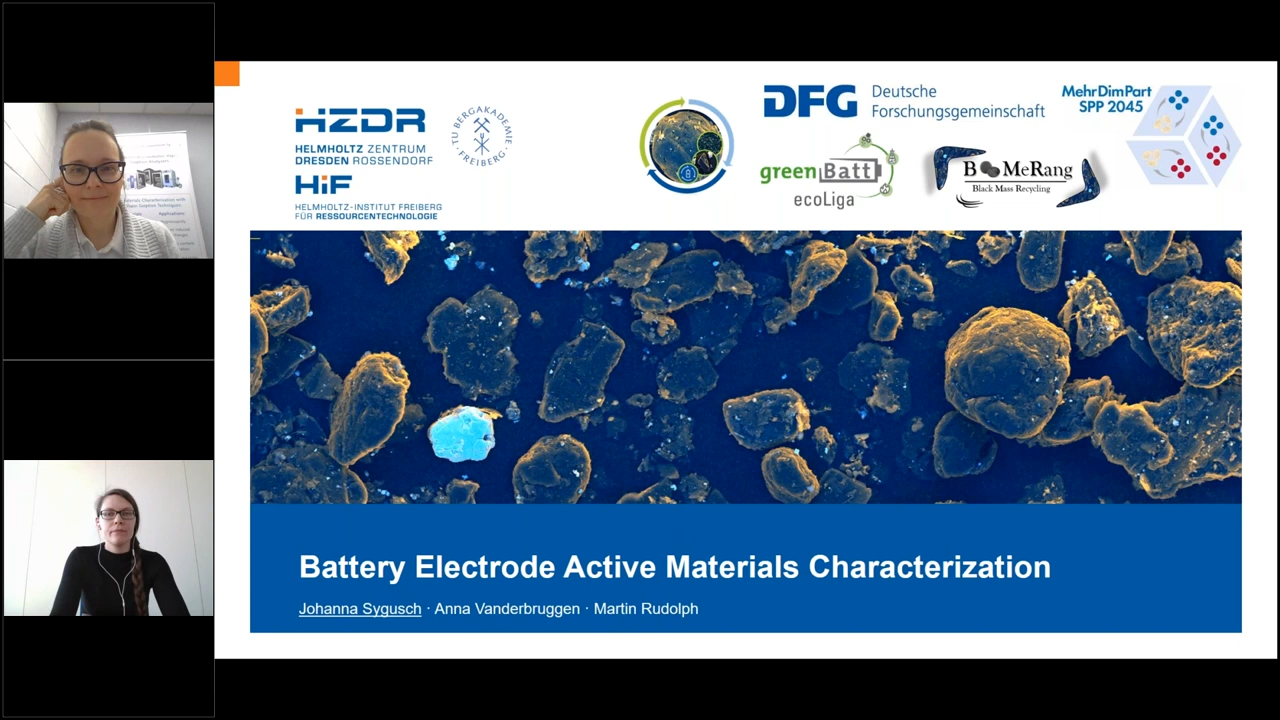 HZDR
HELMHOLTZ ZENTRUM
DRESDEN ROSSENDORF
HiF
HELMHOLTZ-INSTITUT FREIBERG
FÜR RESSOURCENTECHNOLOGIE
TU BERGAKADEMIE FREIBERG
DFG Deutsche
Forschungsgemeinschaft
MehrDimPart
SPP 2045
greenBatt
ecoLiga
BooMeRang
Black Mass Recycling
Battery Electrode Active Materials Characterization
Johanna Sygusch · Anna Vanderbruggen · Martin Rudolph